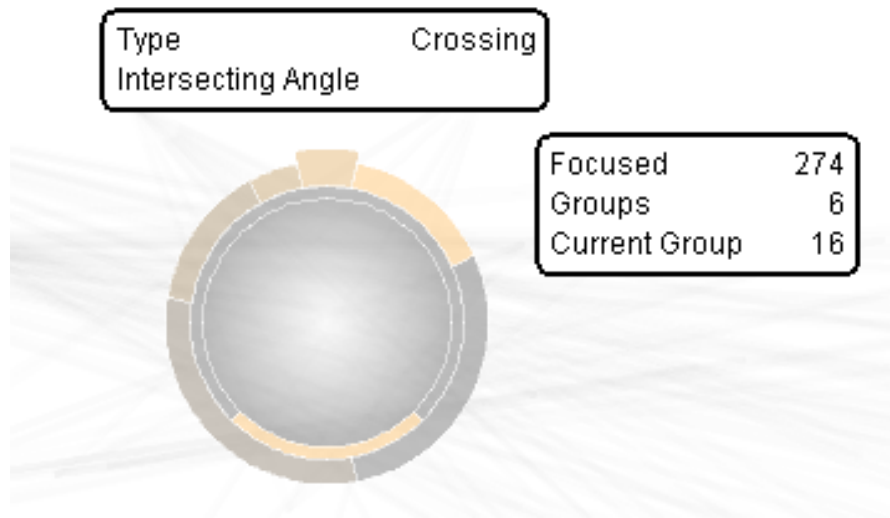 Type Crossing
Intersecting Angle
Focused 274
Groups 6
Current Group 16